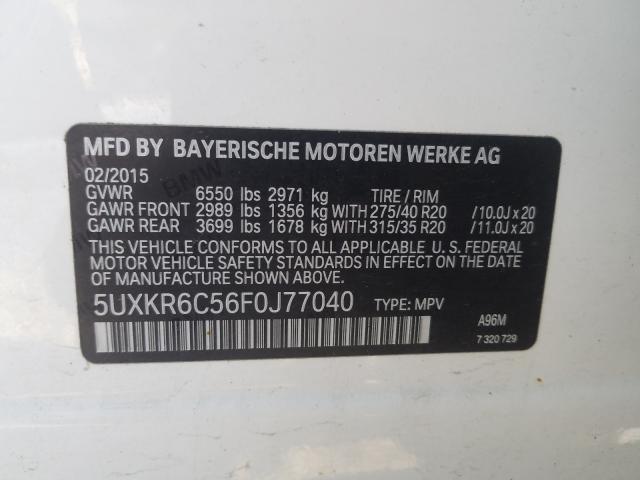 MFD BY BAYERISCHE MOTOREN WERKE AG
02/2015
GVWR 6550 lbs 2971 kg TIRE / RIM
GAWR FRONT 2989 lbs 1356 kg WITH 275/40 R20 /10.0J x 20
GAWR REAR 3699 lbs 1678 kg WITH 315/35 R20 /11.0J x 20
THIS VEHICLE CONFORMS TO ALL APPLICABLE U. S. FEDERAL
MOTOR VEHICLE SAFETY STANDARDS IN EFFECT ON THE DATE
OF MANUFACTURE SHOWN ABOVE.
5UXKR6C56F0J77040 TYPE: MPV
A96M
7 320 729